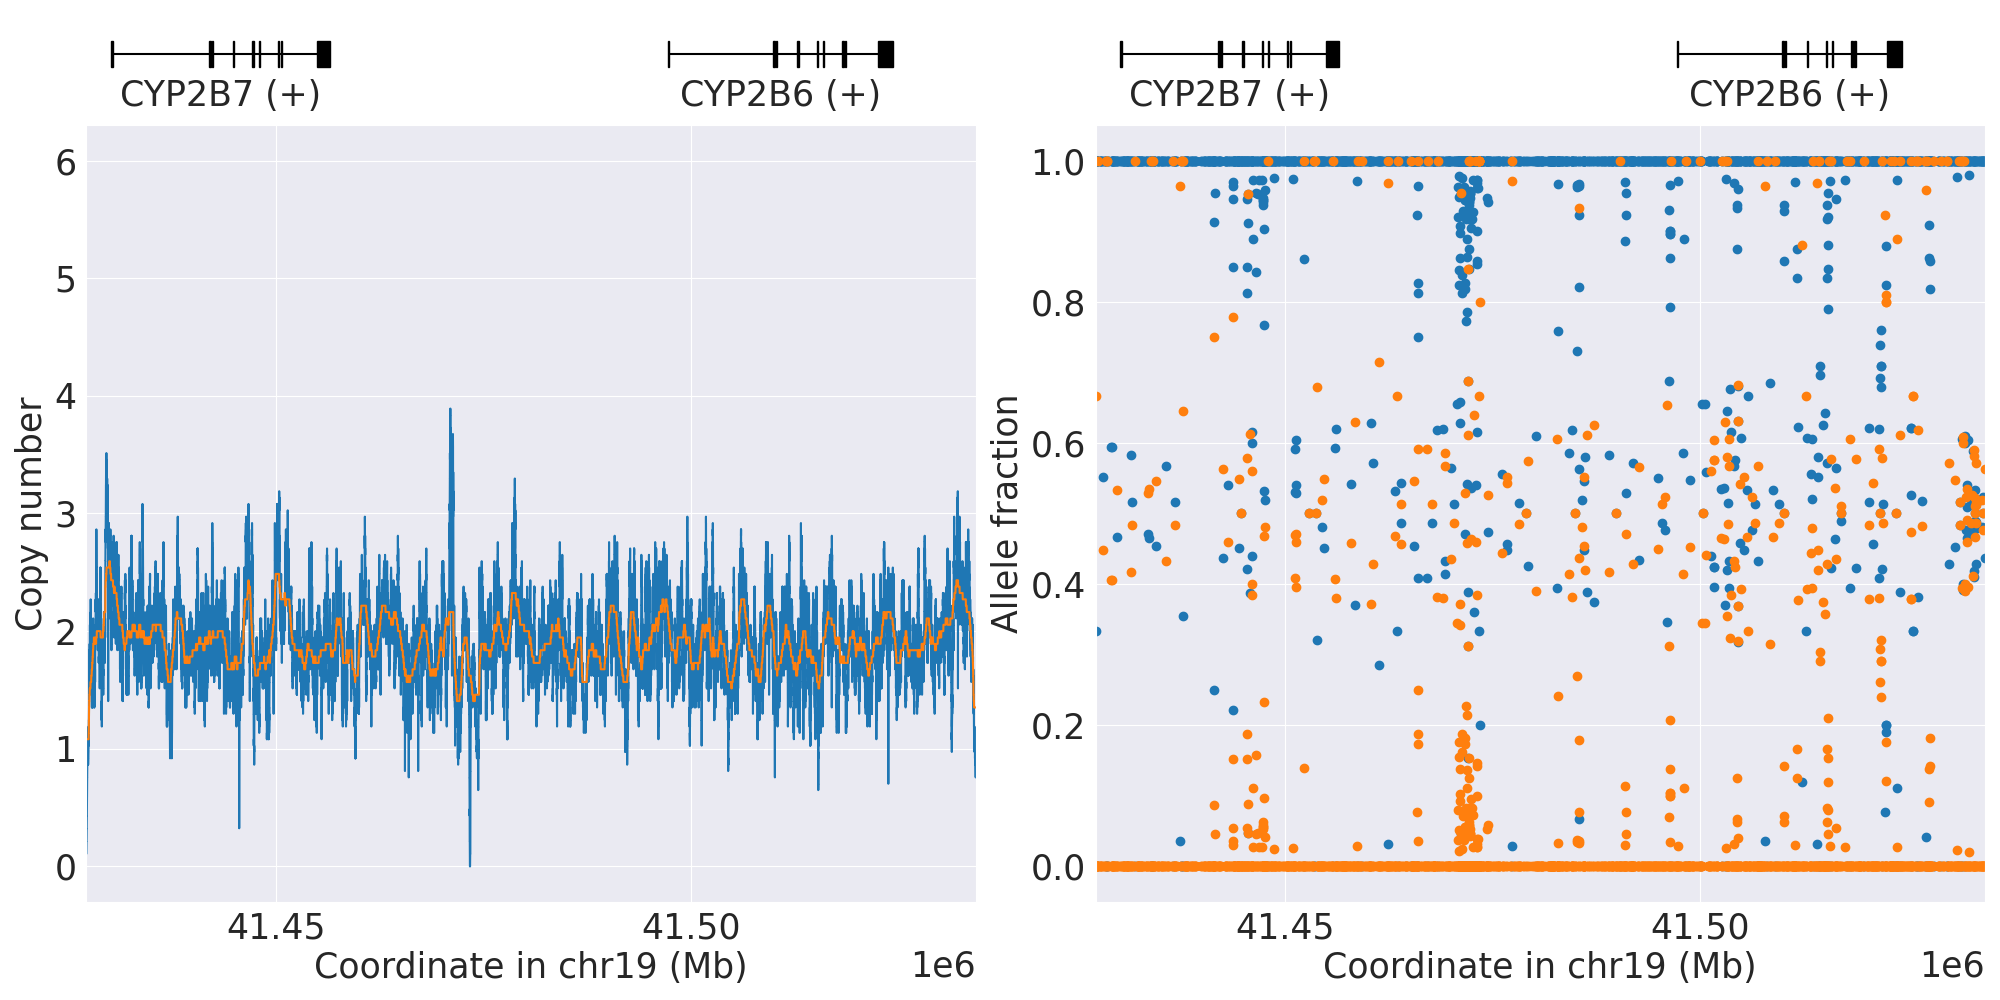 CYP2B7 (+)
CYP2B6 (+)
6
5
4
3
2
1
0
Copy number
41.45
41.50
Coordinate in chr19 (Mb)
1e6
CYP2B7 (+)
CYP2B6 (+)
1.0
0.8
0.6
0.4
0.2
0.0
Allele fraction
41.45
41.50
Coordinate in chr19 (Mb)
1e6